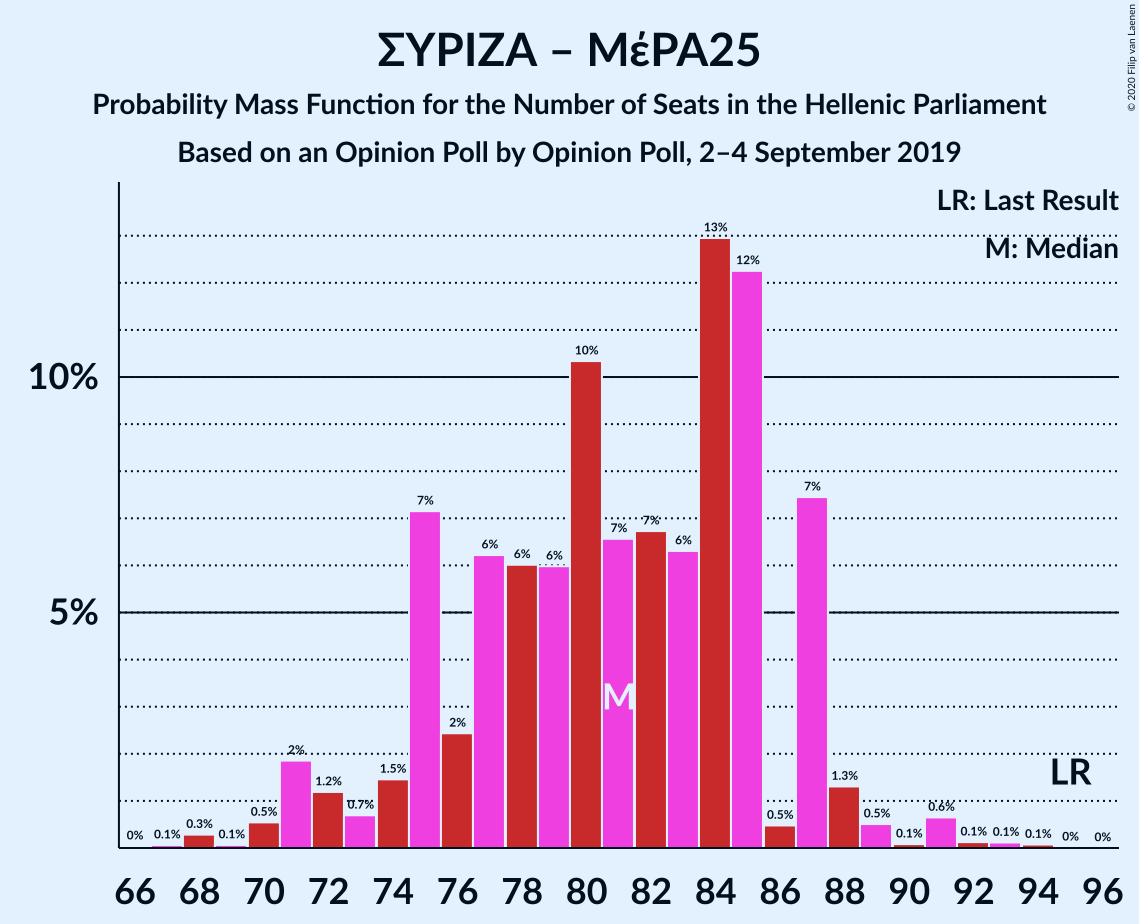 ΣΥΡΙΖΑ – ΜέΡΑ25
Probability Mass Function for the Number of Seats in the Hellenic Parliament
Based on an Opinion Poll by Opinion Poll, 2–4 September 2019
© 2020 Filip van Laenen
LR: Last Result
M: Median
10%
5%
0% 0.1% 0.3% 0.1% 0.5% 2% 1.2% 0.7% 1.5% 7% 2% 6% 6% 6% 10% 7% 7% 6% 13% 12% 0.5% 7% 1.3% 0.5% 0.1% 0.6% 0.1% 0.1% 0.1% 0% 0%
M
LR
66 68 70 72 74 76 78 80 82 84 86 88 90 92 94 96